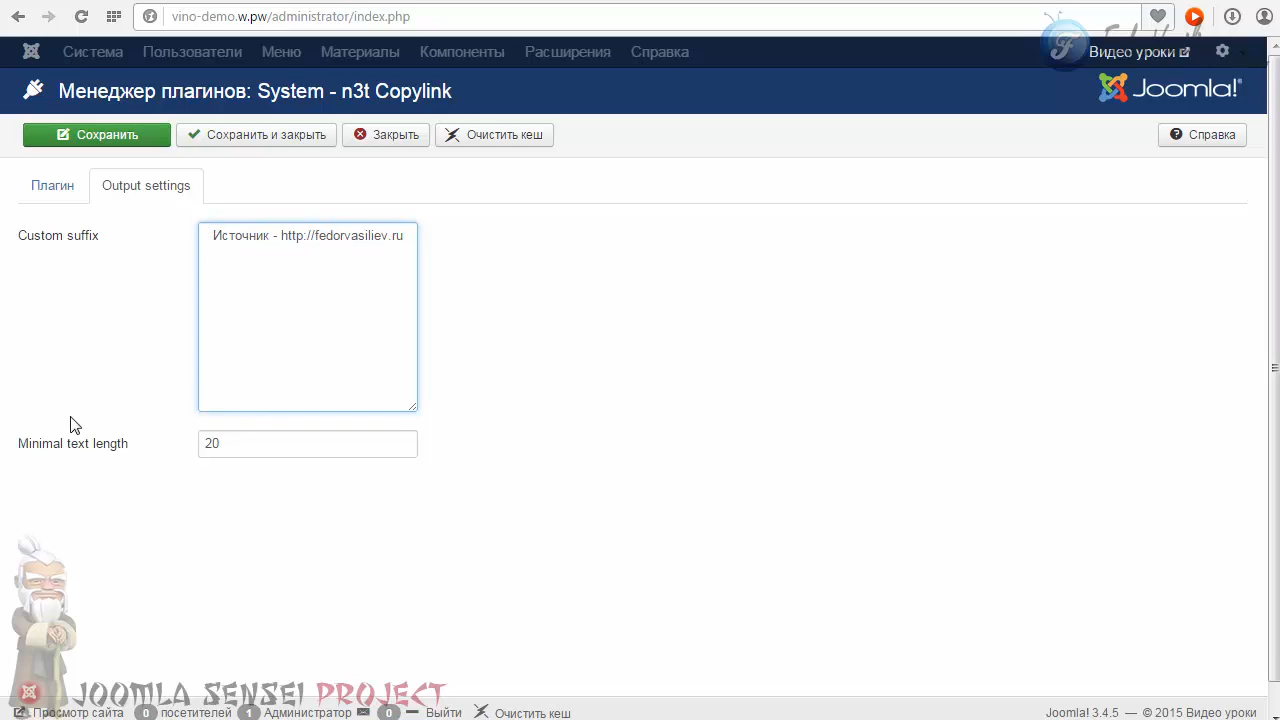 vino-demo.w.pw/administrator/index.php
Система Пользователи Меню Материалы Компоненты Расширения Справка Видео уроки
Менеджер плагинов: System - n3t Copylink
Joomla!
Сохранить Сохранить и закрыть Закрыть Очистить кеш Справка
Плагин Output settings
Custom suffix
Источник - http://fedorvasiliev.ru
Minimal text length 20
JOOMLA SENSEI PROJECT
Просмотр сайта 0 посетителей 1 Администратор 0 Выйти Очистить кеш Joomla! 3.4.5 — © 2015 Видео уроки